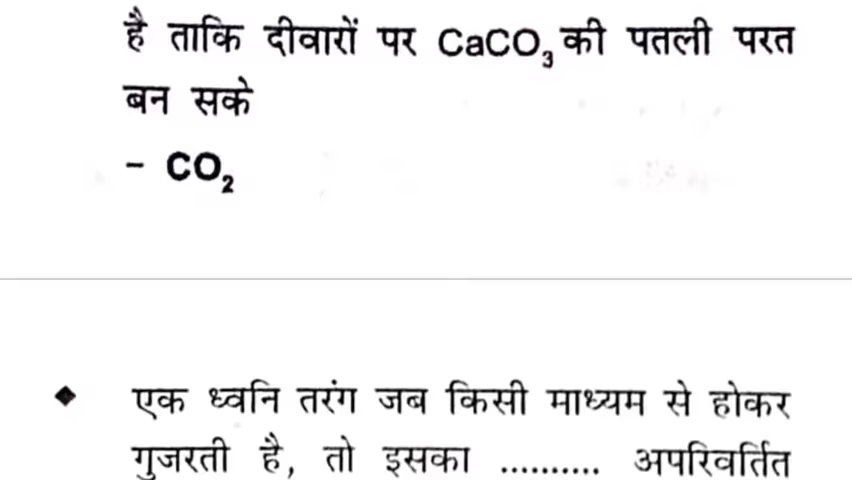 है ताकि दीवारों पर CaCO₃ की पतली परत
बन सके
– CO₂
◆ एक ध्वनि तरंग जब किसी माध्यम से होकर
गुजरती है, तो इसका .......... अपरिवर्तित